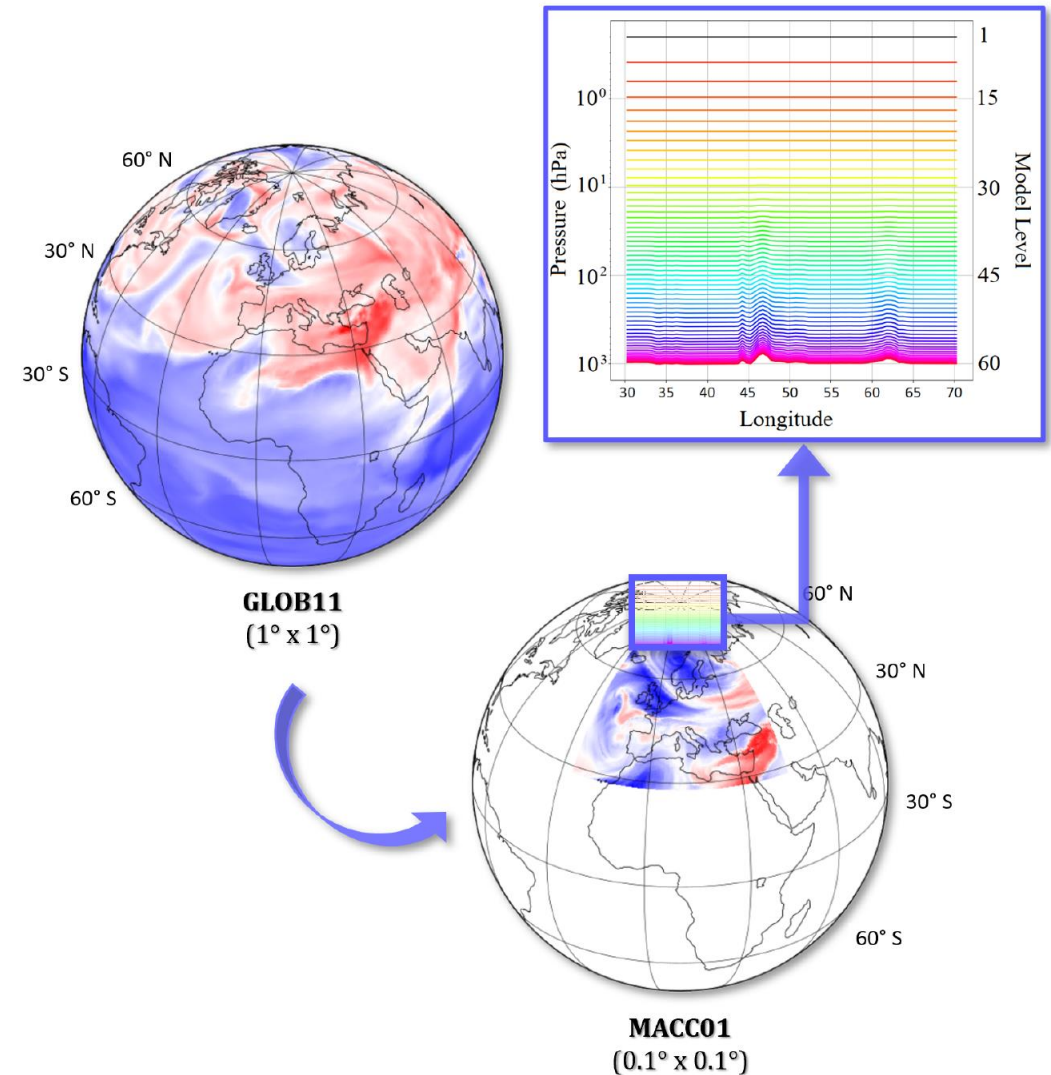 1
10⁰
15
10¹
30
Pressure (hPa)
Model Level
10²
45
10³
60
30 35 40 45 50 55 60 65 70
Longitude
60° N
30° N
30° S
60° S
GLOB11
(1° x 1°)
60° N
30° N
30° S
60° S
MACC01
(0.1° x 0.1°)